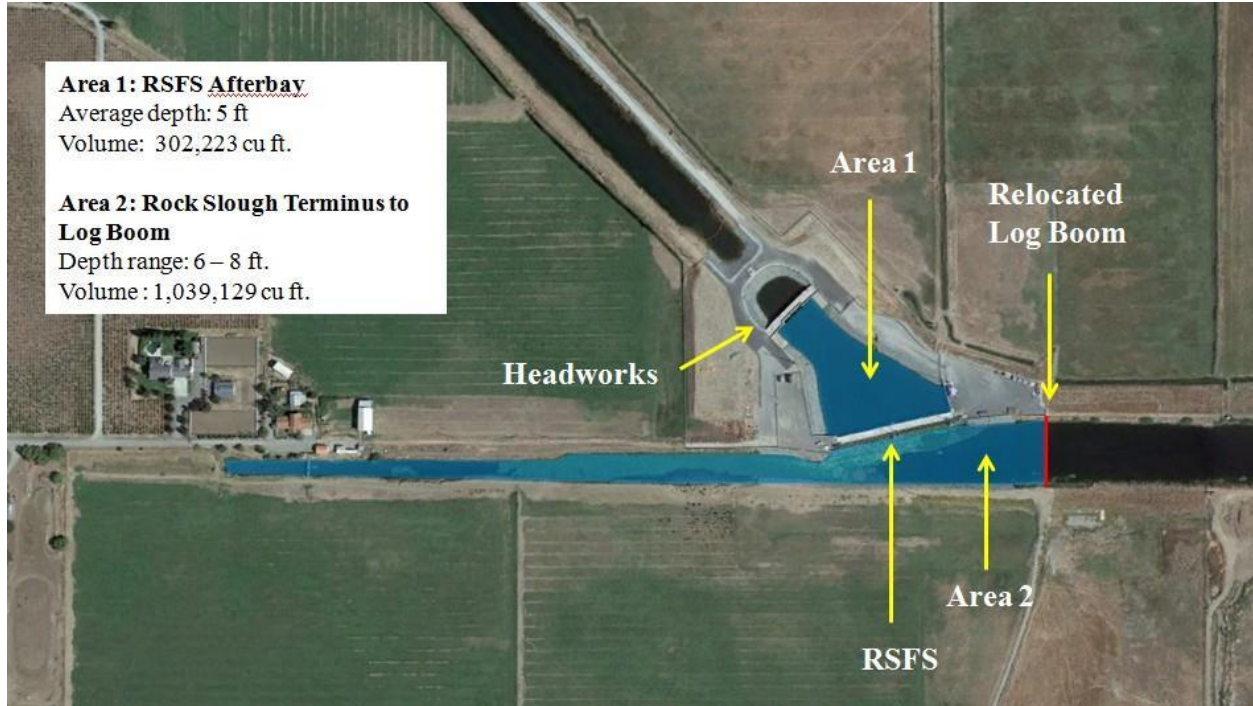 Area 1: RSFS Afterbay
Average depth: 5 ft
Volume:  302,223 cu ft.
Area 2: Rock Slough Terminus to
Log Boom
Depth range: 6 – 8 ft.
Volume : 1,039,129 cu ft.
Area 1
Relocated
Log Boom
Headworks
Area 2
RSFS